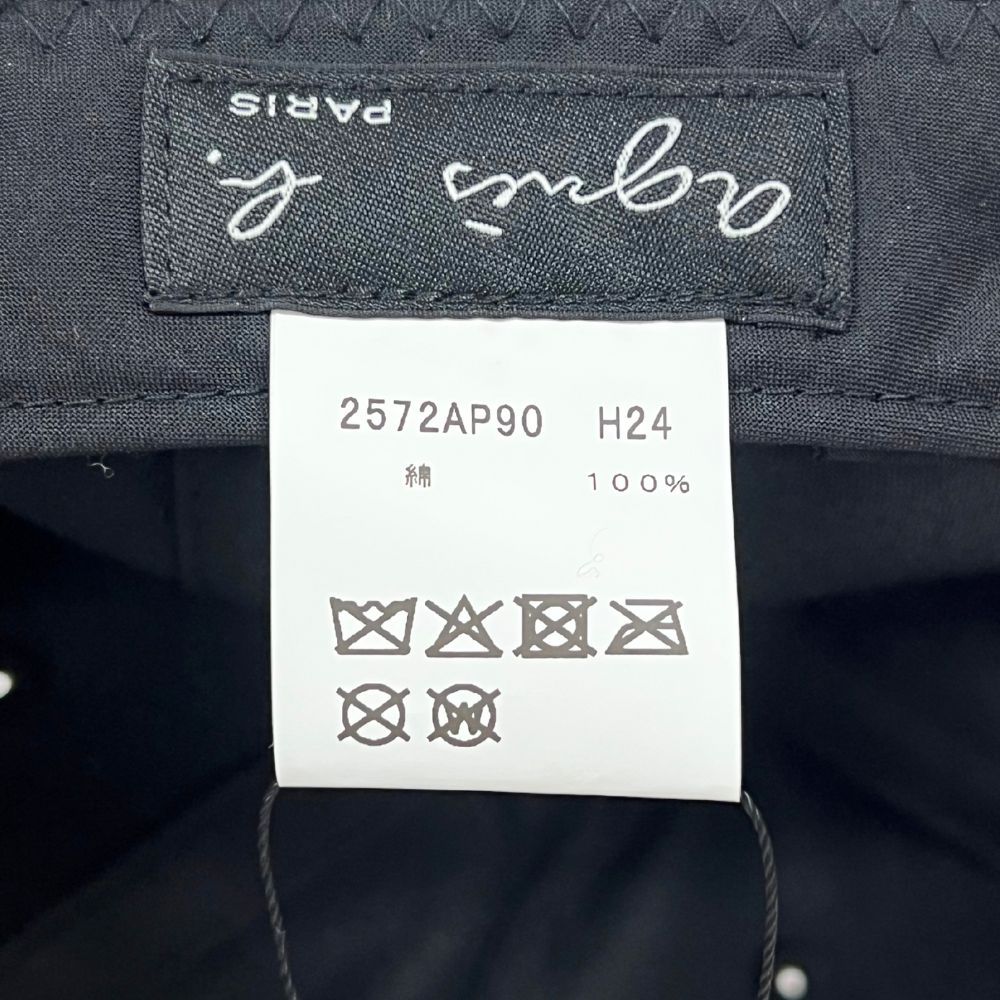 agnès b.
PARIS
2572AP90 H24
綿 100%
W